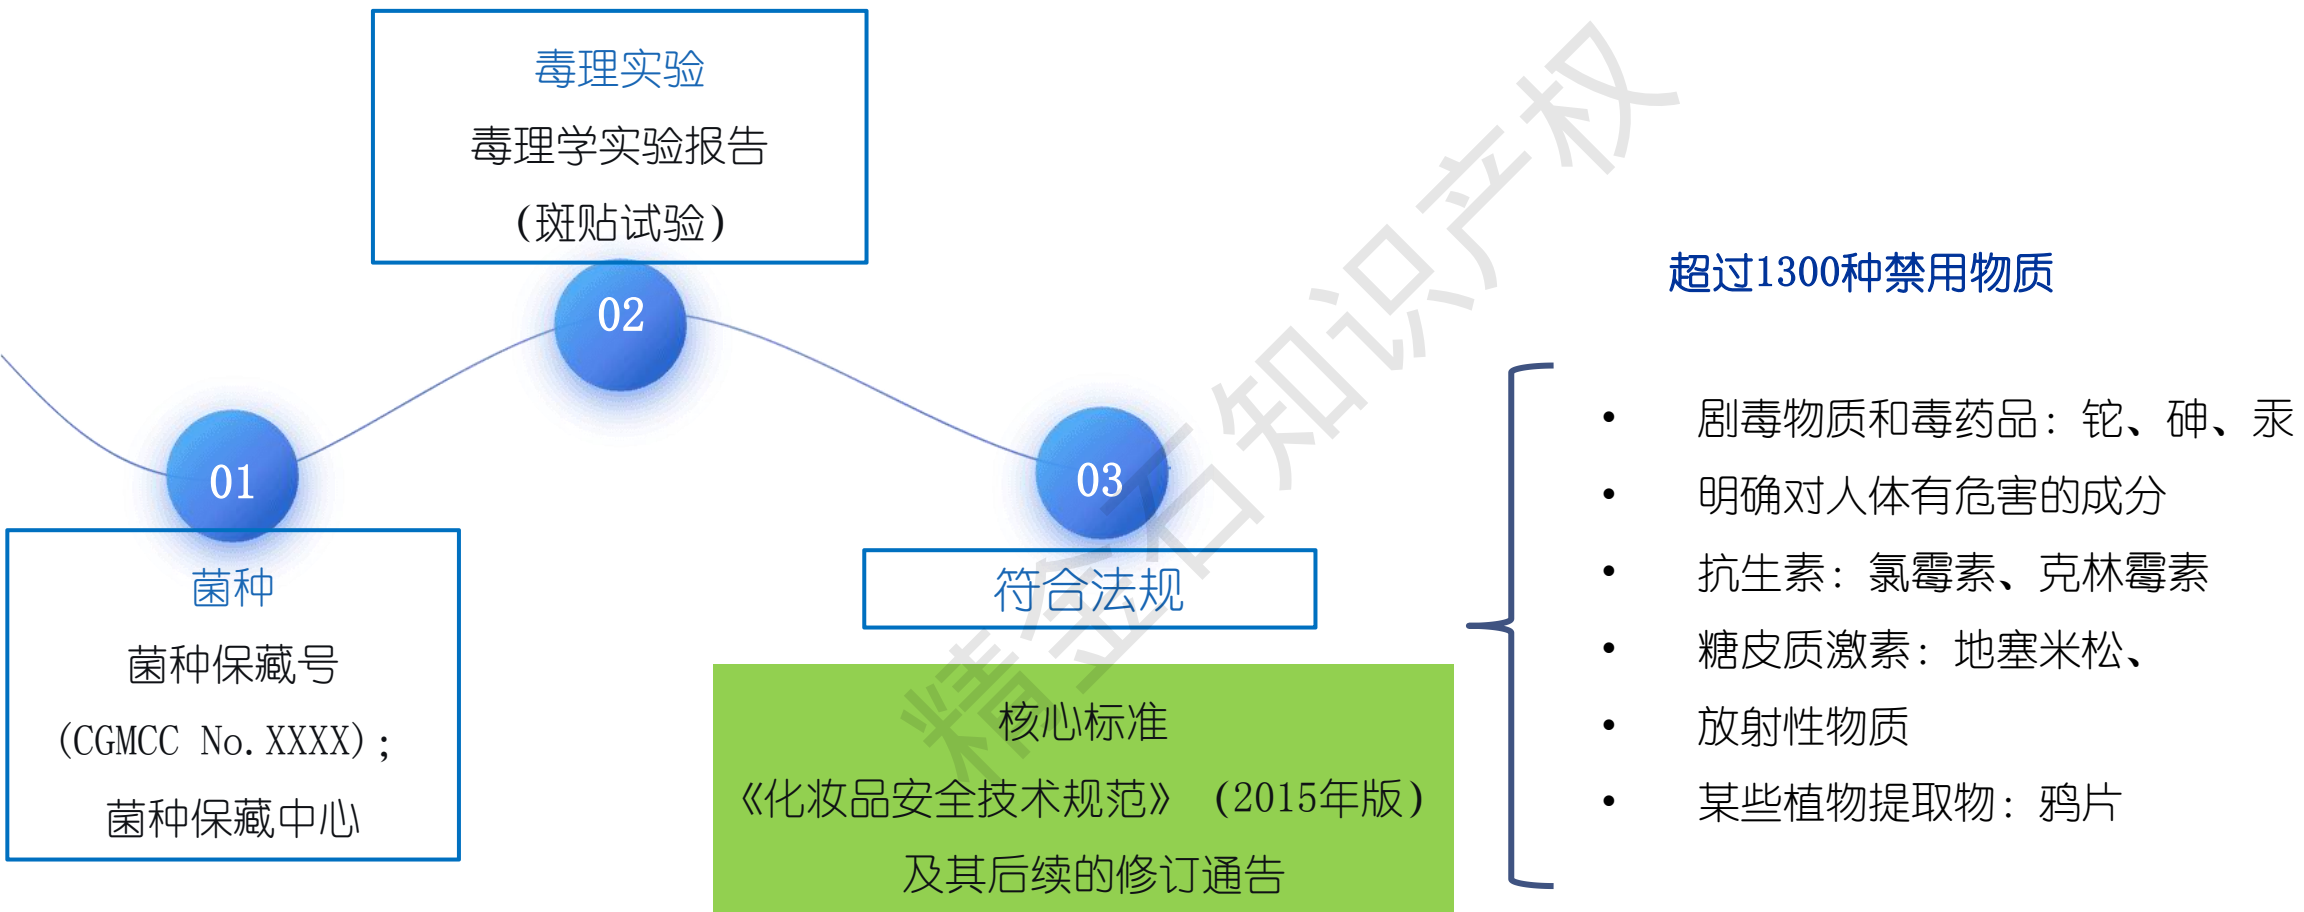 毒理实验
毒理学实验报告
(斑贴试验)
02
01
菌种
菌种保藏号
(CGMCC No.XXXX);
菌种保藏中心
03
符合法规
核心标准
《化妆品安全技术规范》(2015年版)
及其后续的修订通告
超过1300种禁用物质
• 剧毒物质和毒药品：铊、砷、汞
• 明确对人体有危害的成分
• 抗生素：氯霉素、克林霉素
• 糖皮质激素：地塞米松、
• 放射性物质
• 某些植物提取物：鸦片
精金石知识产权